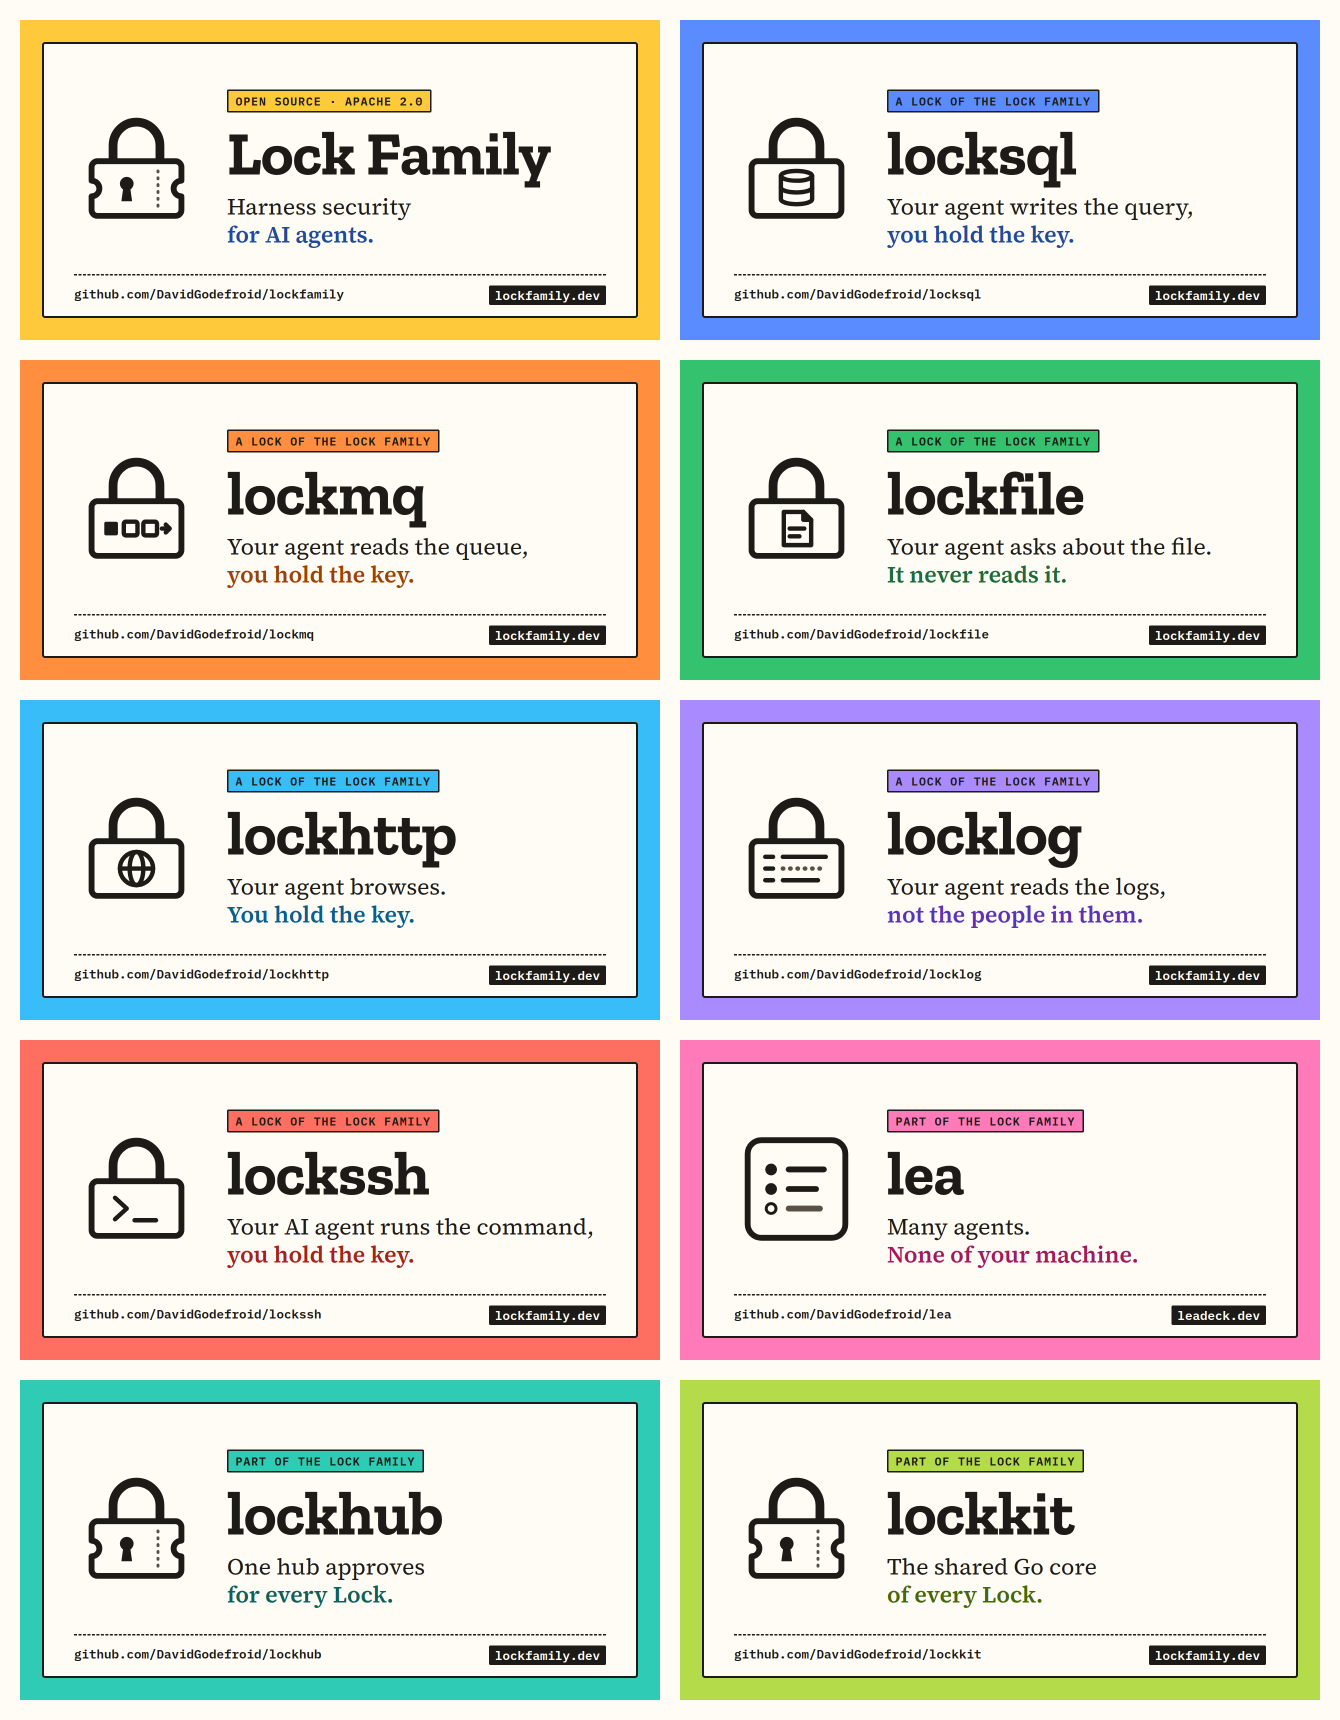 OPEN SOURCE · APACHE 2.0
Lock Family
Harness security
for AI agents.
github.com/DavidGodefroid/lockfamily
lockfamily.dev
A LOCK OF THE LOCK FAMILY
locksql
Your agent writes the query,
you hold the key.
github.com/DavidGodefroid/locksql
lockfamily.dev
A LOCK OF THE LOCK FAMILY
lockmq
Your agent reads the queue,
you hold the key.
github.com/DavidGodefroid/lockmq
lockfamily.dev
A LOCK OF THE LOCK FAMILY
lockfile
Your agent asks about the file.
It never reads it.
github.com/DavidGodefroid/lockfile
lockfamily.dev
A LOCK OF THE LOCK FAMILY
lockhttp
Your agent browses.
You hold the key.
github.com/DavidGodefroid/lockhttp
lockfamily.dev
A LOCK OF THE LOCK FAMILY
locklog
Your agent reads the logs,
not the people in them.
github.com/DavidGodefroid/locklog
lockfamily.dev
A LOCK OF THE LOCK FAMILY
lockssh
Your AI agent runs the command,
you hold the key.
github.com/DavidGodefroid/lockssh
lockfamily.dev
PART OF THE LOCK FAMILY
lea
Many agents.
None of your machine.
github.com/DavidGodefroid/lea
leadeck.dev
PART OF THE LOCK FAMILY
lockhub
One hub approves
for every Lock.
github.com/DavidGodefroid/lockhub
lockfamily.dev
PART OF THE LOCK FAMILY
lockkit
The shared Go core
of every Lock.
github.com/DavidGodefroid/lockkit
lockfamily.dev